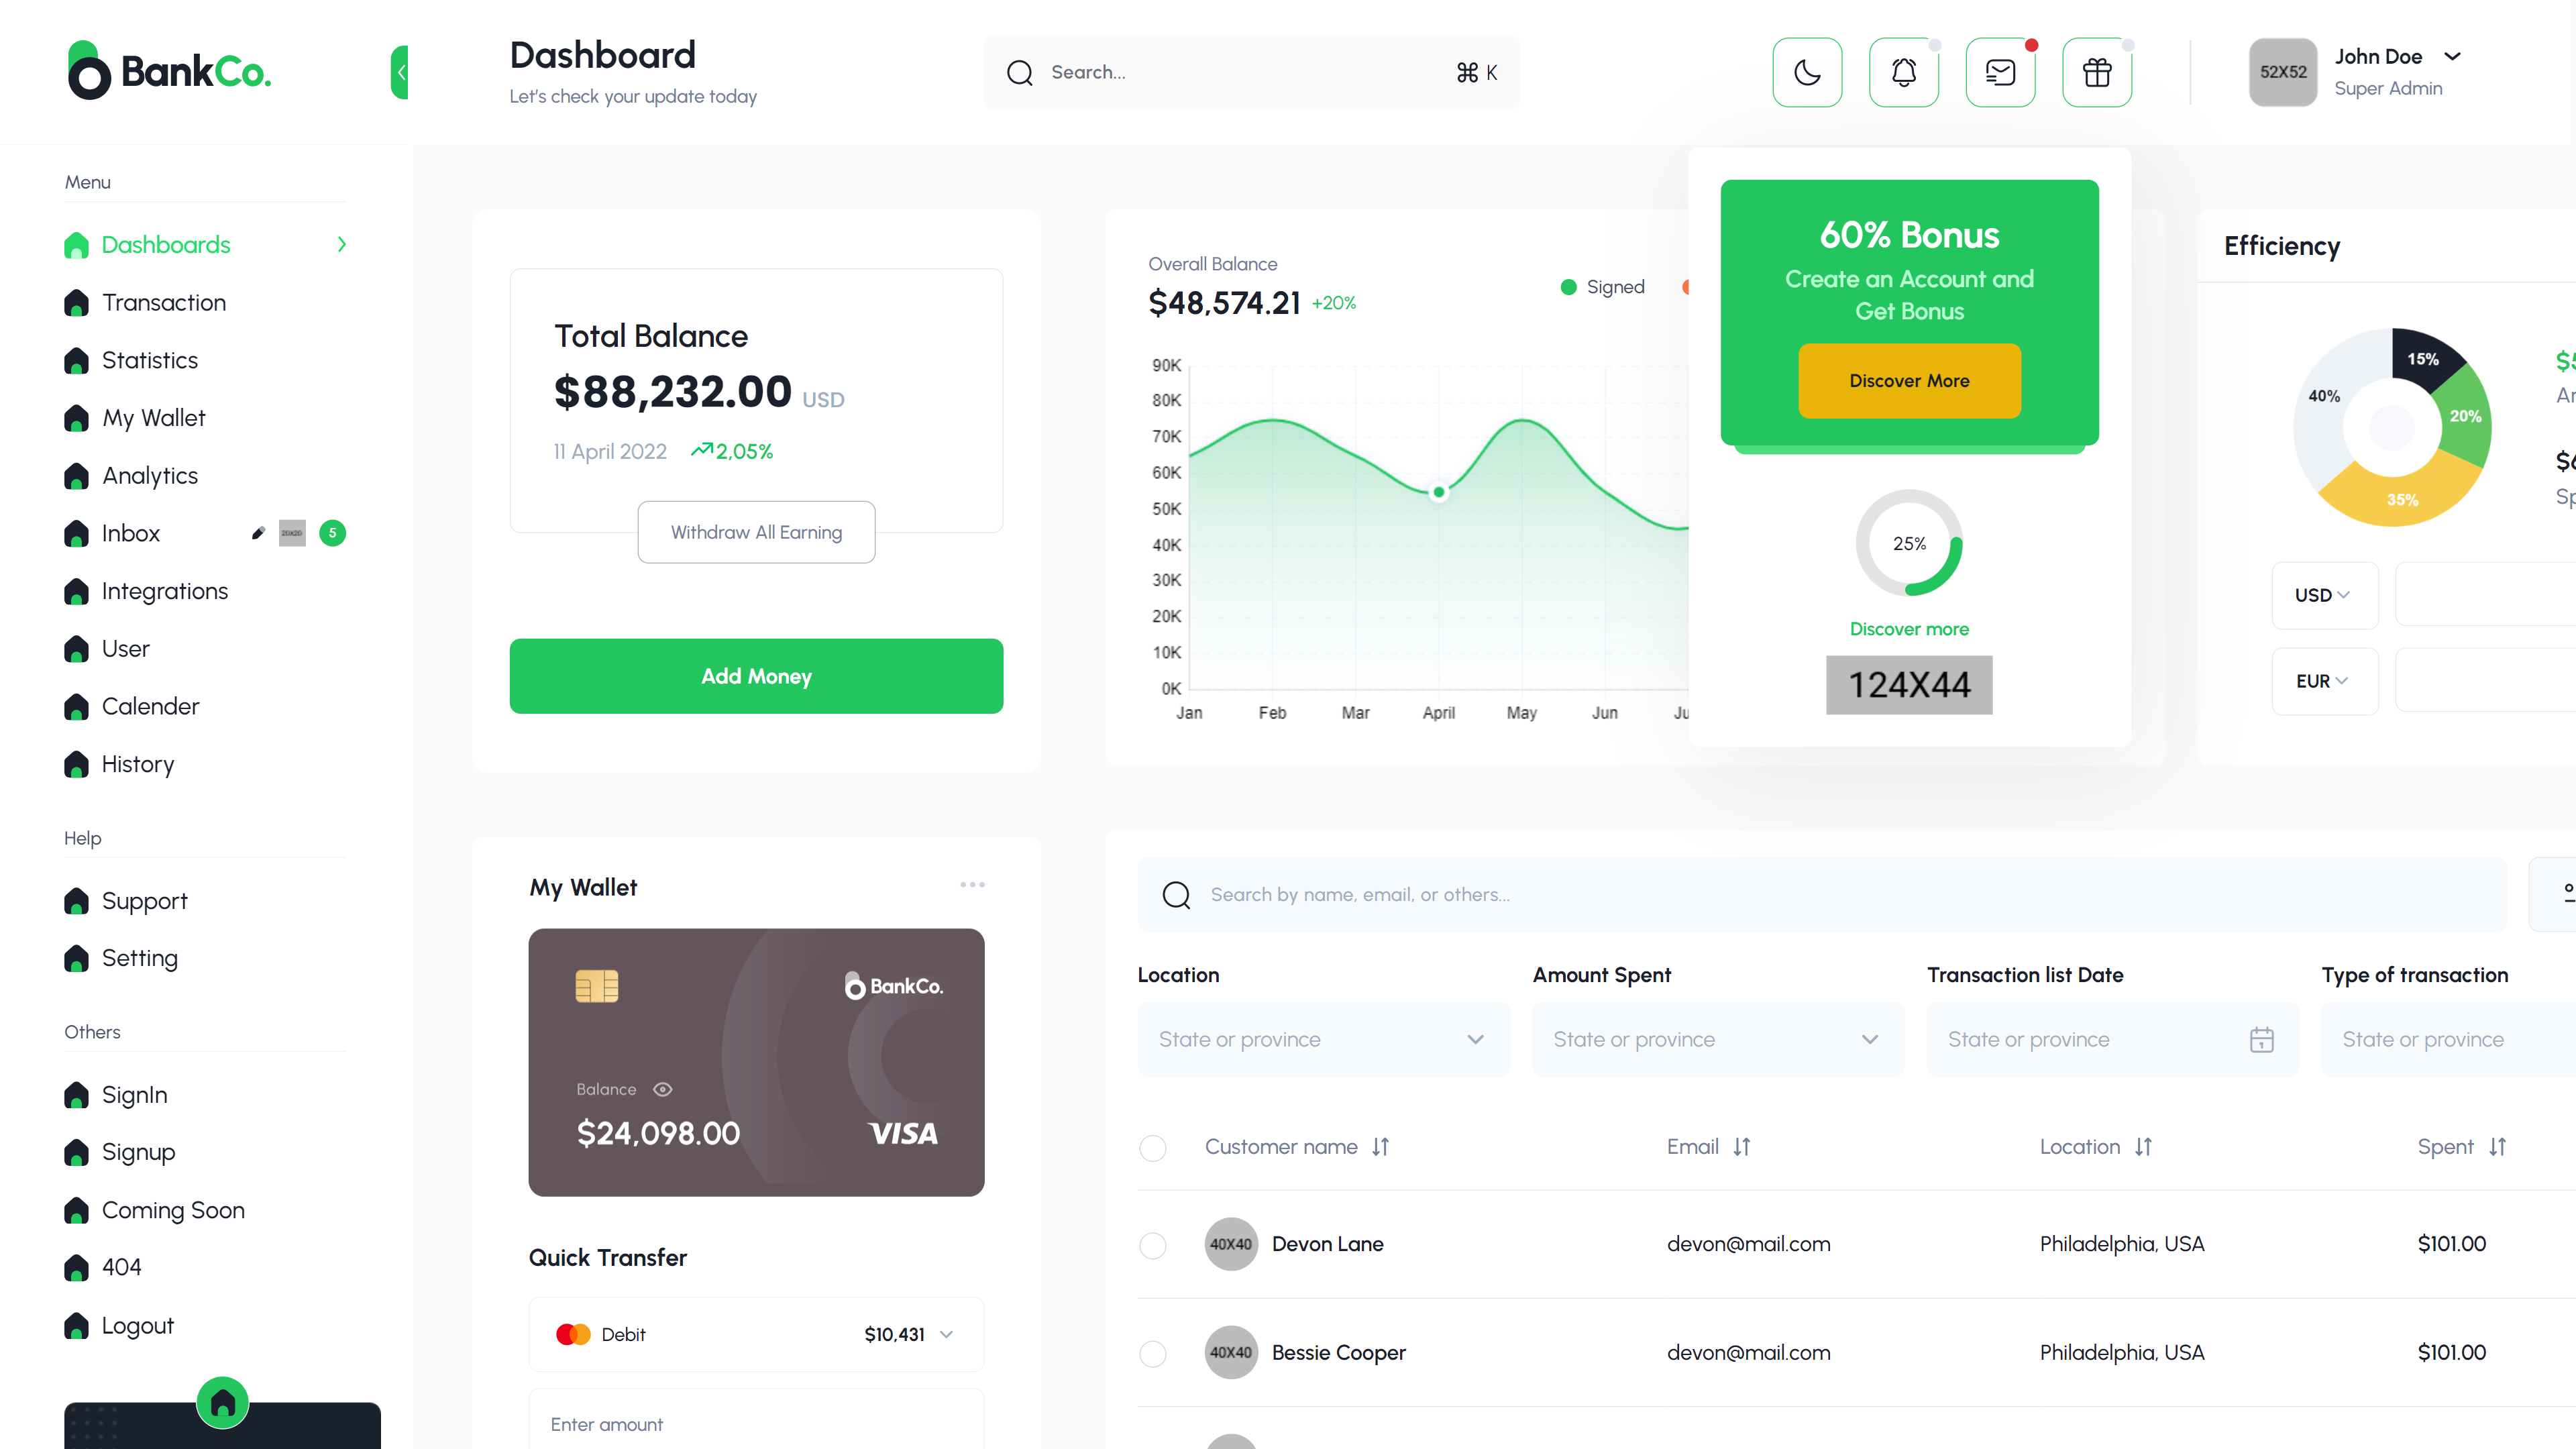 BankCo.
Dashboard
Let's check your update today
Search...
⌘ K
52X52
John Doe
Super Admin
Menu
Dashboards
Transaction
Statistics
My Wallet
Analytics
Inbox
5
Integrations
User
Calender
History
Help
Support
Setting
Others
SignIn
Signup
Coming Soon
404
Logout
Total Balance
$88,232.00 USD
11 April 2022
2,05%
Withdraw All Earning
Add Money
Overall Balance
$48,574.21 +20%
Signed
90K
80K
70K
60K
50K
40K
30K
20K
10K
0K
Jan
Feb
Mar
April
May
Jun
60% Bonus
Create an Account and
Get Bonus
Discover More
25%
Discover more
124X44
Efficiency
15%
20%
35%
40%
USD
EUR
My Wallet
BankCo.
Balance
$24,098.00
VISA
Quick Transfer
Debit
$10,431
Enter amount
Search by name, email, or others...
Location
Amount Spent
Transaction list Date
Type of transaction
State or province
State or province
State or province
State or province
Customer name
Email
Location
Spent
40X40
Devon Lane
devon@mail.com
Philadelphia, USA
$101.00
40X40
Bessie Cooper
devon@mail.com
Philadelphia, USA
$101.00